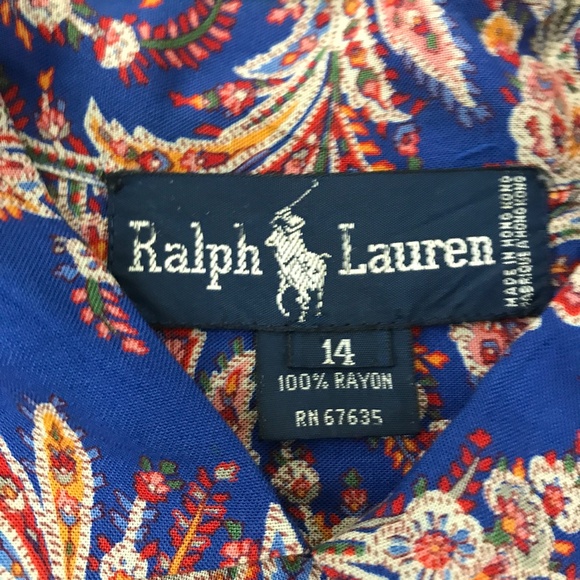 Ralph Lauren
MADE IN HONG KONG
FABRIQUE A HONG KONG
14
100% RAYON
RN 67635